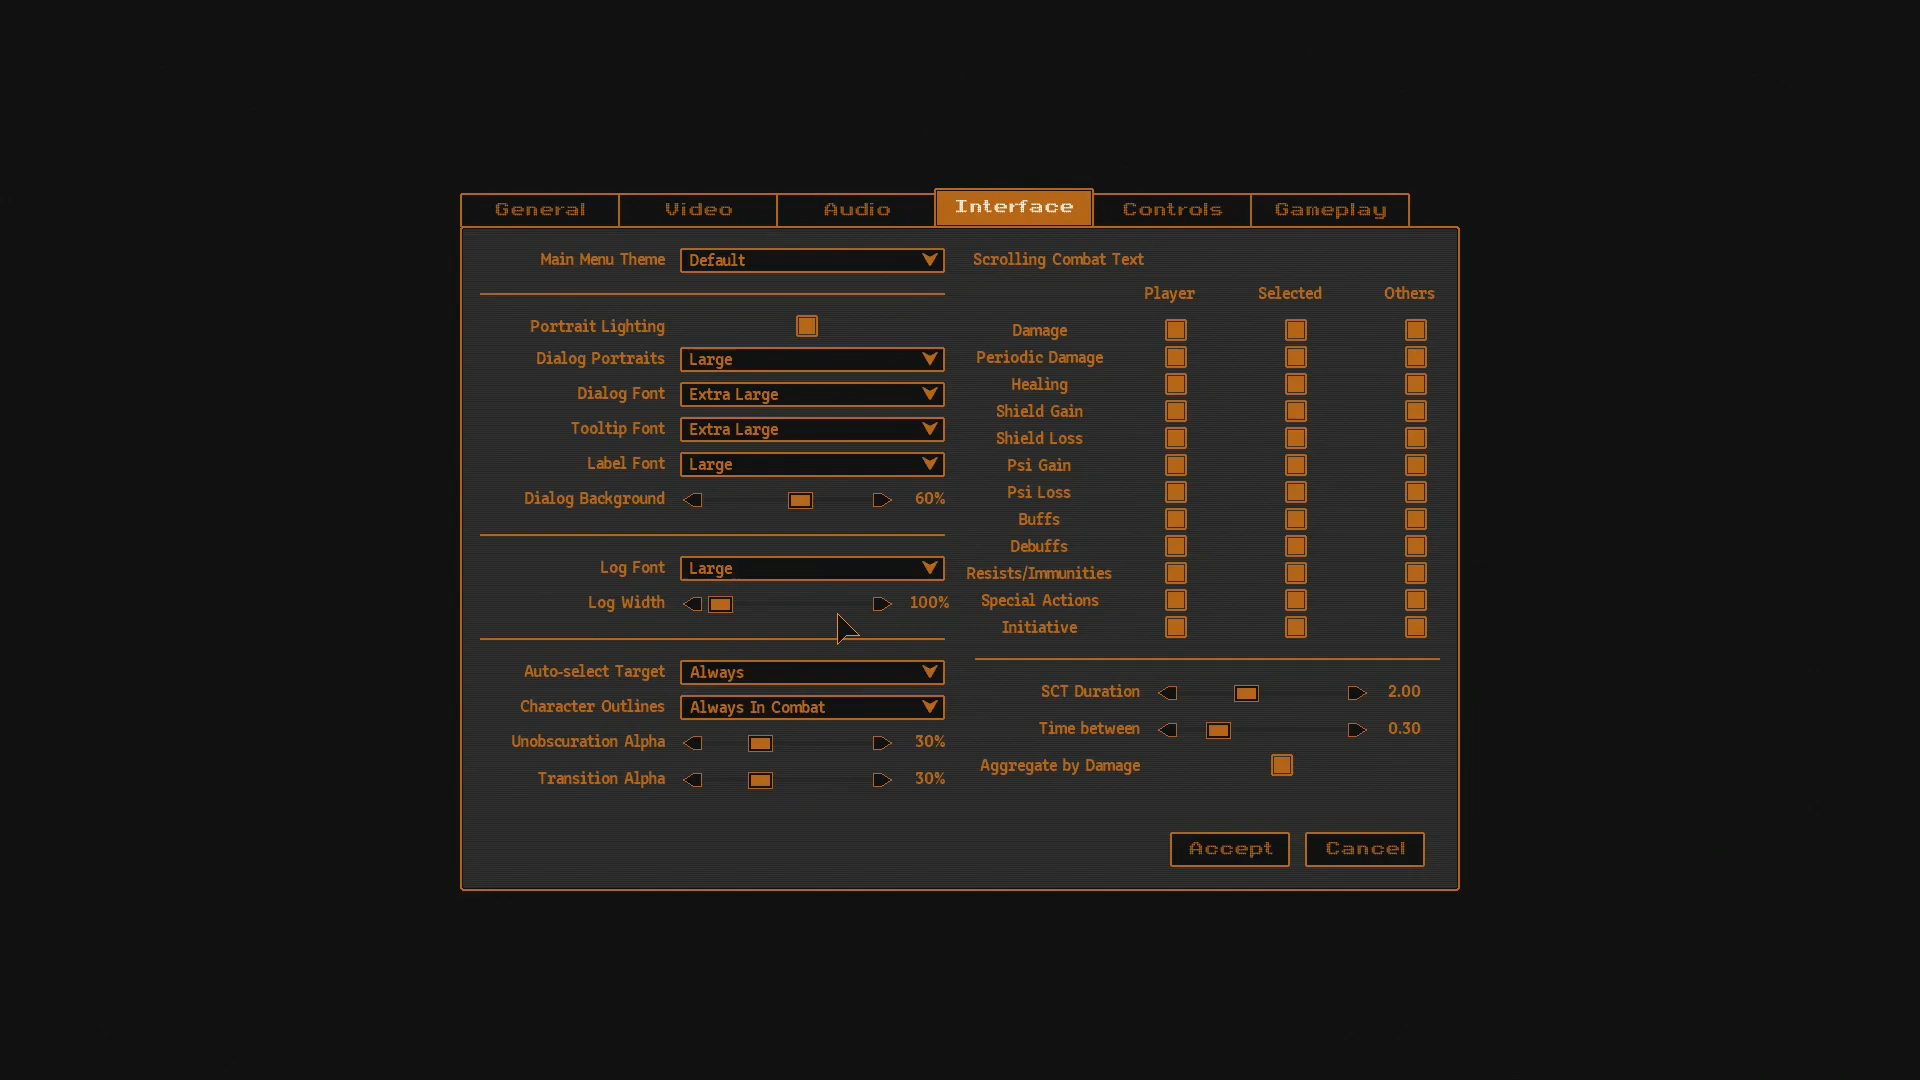 General Video Audio Interface Controls Gameplay
Main Menu Theme Default
Portrait Lighting
Dialog Portraits Large
Dialog Font Extra Large
Tooltip Font Extra Large
Label Font Large
Dialog Background 60%
Log Font Large
Log Width 100%
Auto-select Target Always
Character Outlines Always In Combat
Unobscuration Alpha 30%
Transition Alpha 30%
Scrolling Combat Text
Player Selected Others
Damage
Periodic Damage
Healing
Shield Gain
Shield Loss
Psi Gain
Psi Loss
Buffs
Debuffs
Resists/Immunities
Special Actions
Initiative
SCT Duration 2.00
Time between 0.30
Aggregate by Damage
Accept Cancel